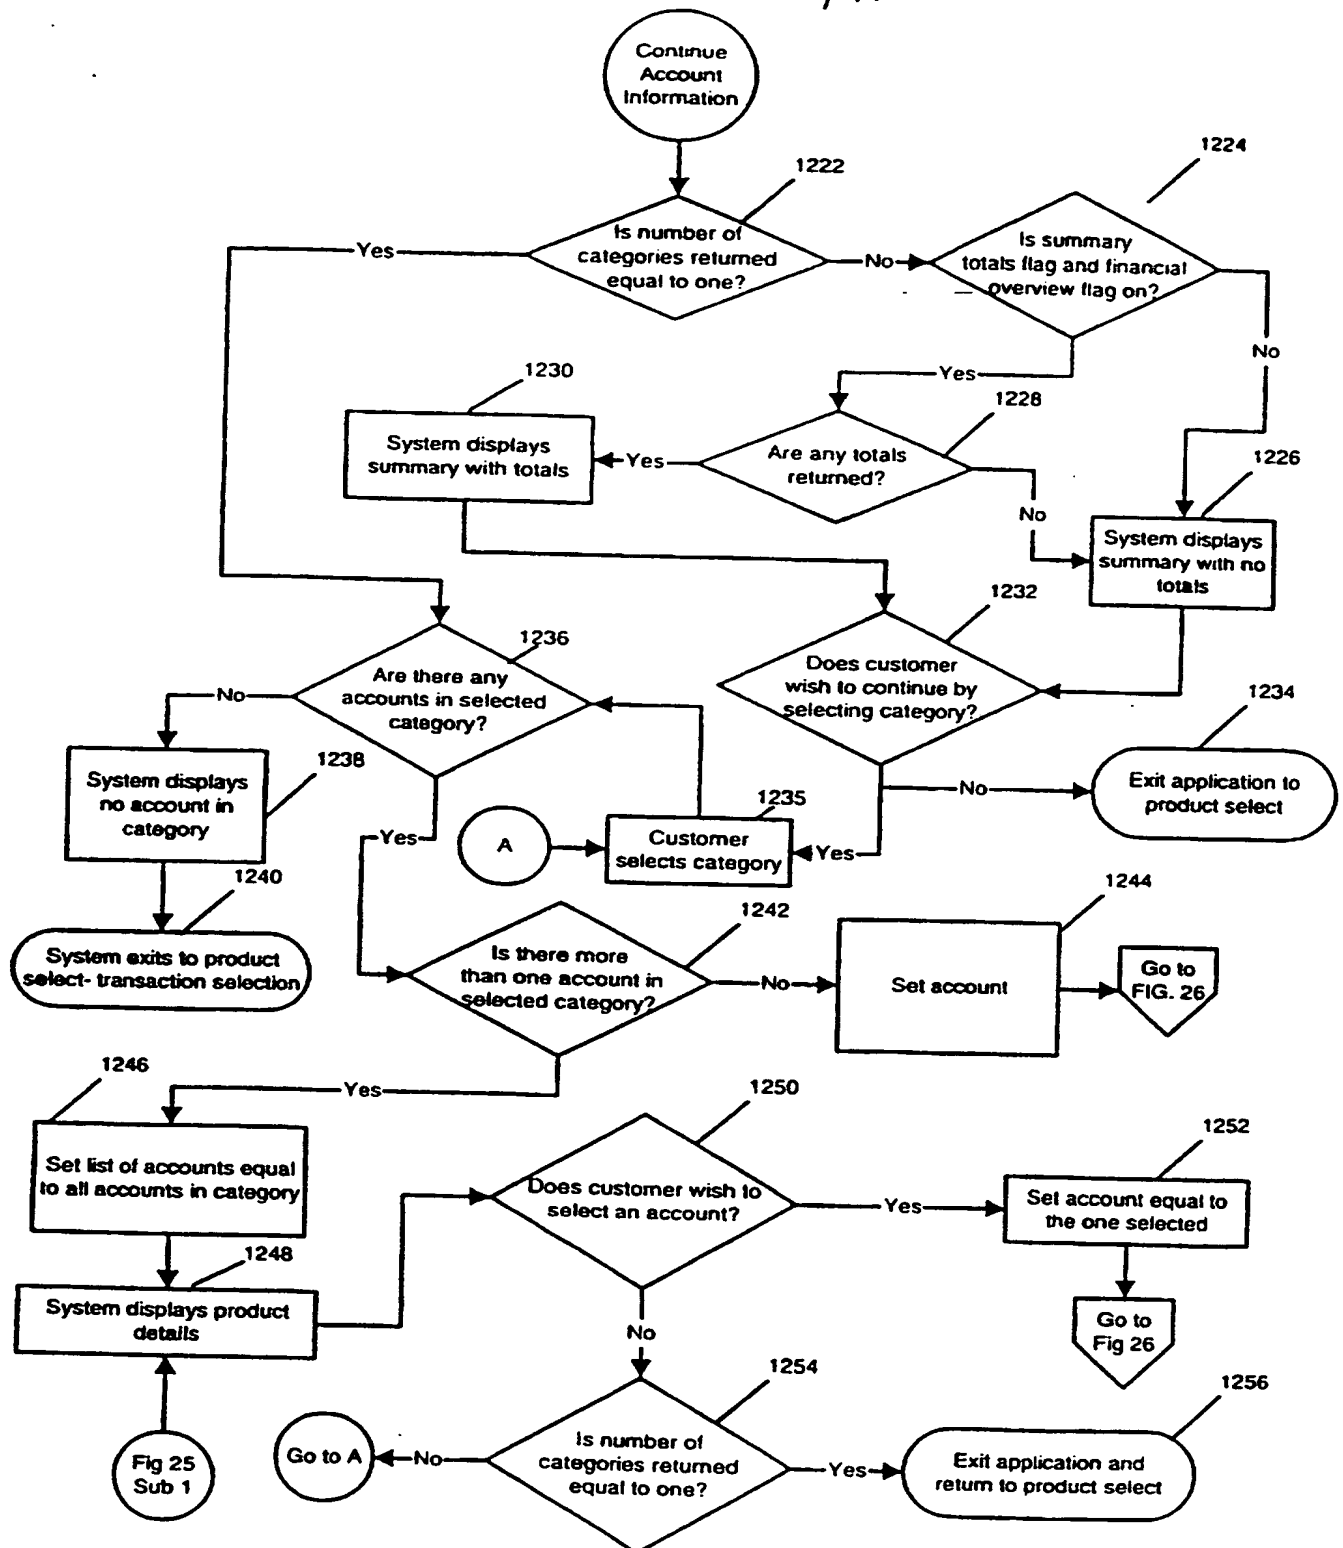 Continue
Account
Information
1222
1224
Is number of
categories returned
equal to one?
Is summary
totals flag and financial
overview flag on?
Yes
No
No
Yes
1230
1228
1226
System displays
summary with totals
Yes
Are any totals
returned?
No
System displays
summary with no
totals
1232
1236
Are there any
accounts in selected
category?
No
Does customer
wish to continue by
selecting category?
1234
1238
System displays
no account in
category
Exit application to
product select
No
1235
Yes
A
Customer
selects category
Yes
1240
1242
1244
System exits to product
select- transaction selection
Is there more
than one account in
selected category?
No
Set account
Go to
FIG. 26
1246
Yes
1250
1252
Set list of accounts equal
to all accounts in category
Does customer wish to
select an account?
Yes
Set account equal to
the one selected
1248
System displays product
details
No
Go to
Fig 26
1254
1256
Fig 25
Sub 1
Go to A
No
Is number of
categories returned
equal to one?
Yes
Exit application and
return to product select